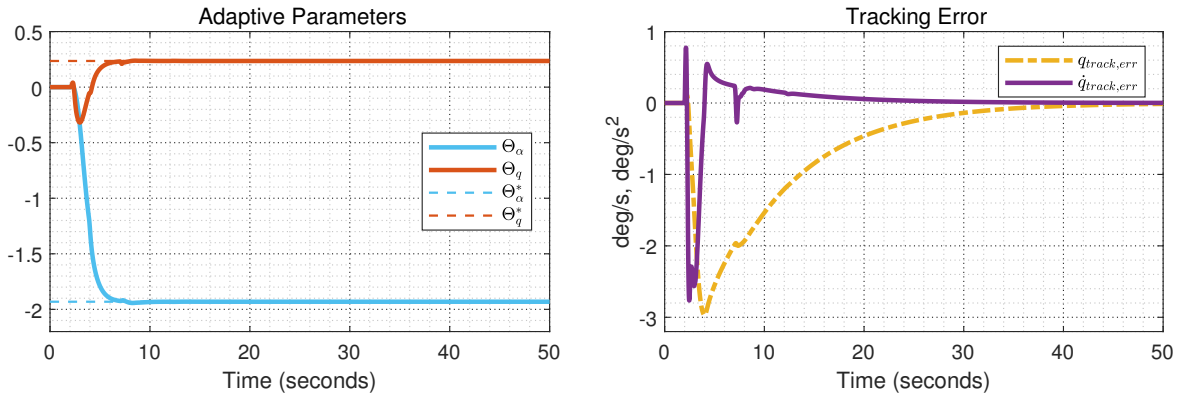 Adaptive Parameters
0.5
0
-0.5
-1
-1.5
-2
0 10 20 30 40 50
Time (seconds)
Θα
Θq
Θ*α
Θ*q
Tracking Error
deg/s, deg/s²
1
0
-1
-2
-3
0 10 20 30 40 50
Time (seconds)
qtrack,err
q̇track,err